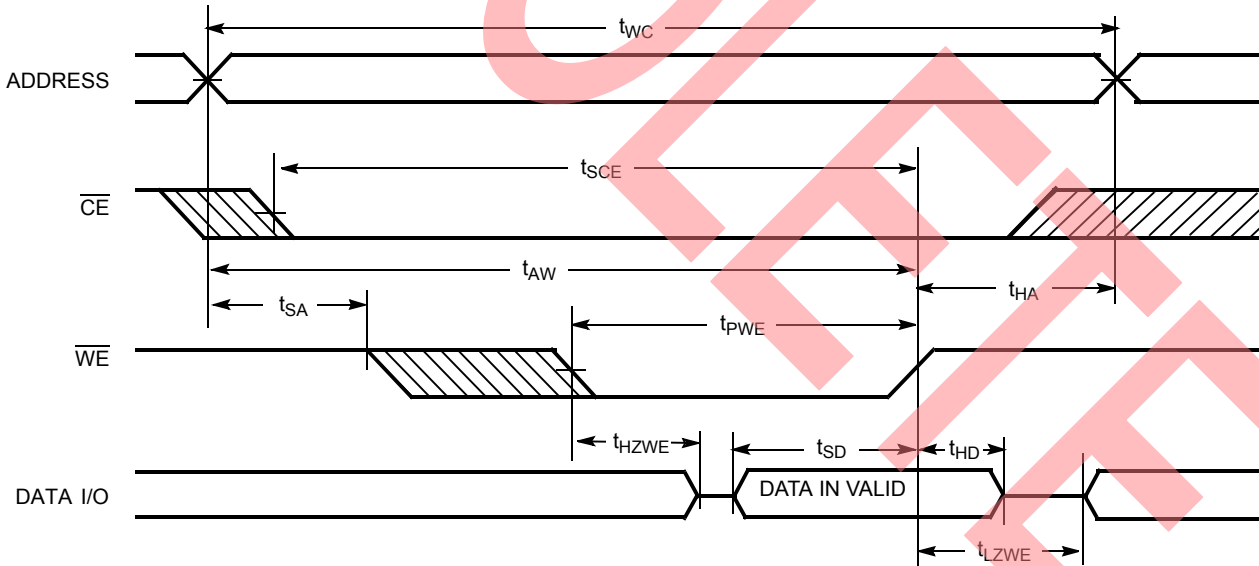 tWC
ADDRESS
tSCE
CE
tAW
tSA
tHA
tPWE
WE
tHZWE
tSD
tHD
DATA I/O
DATA IN VALID
tLZWE